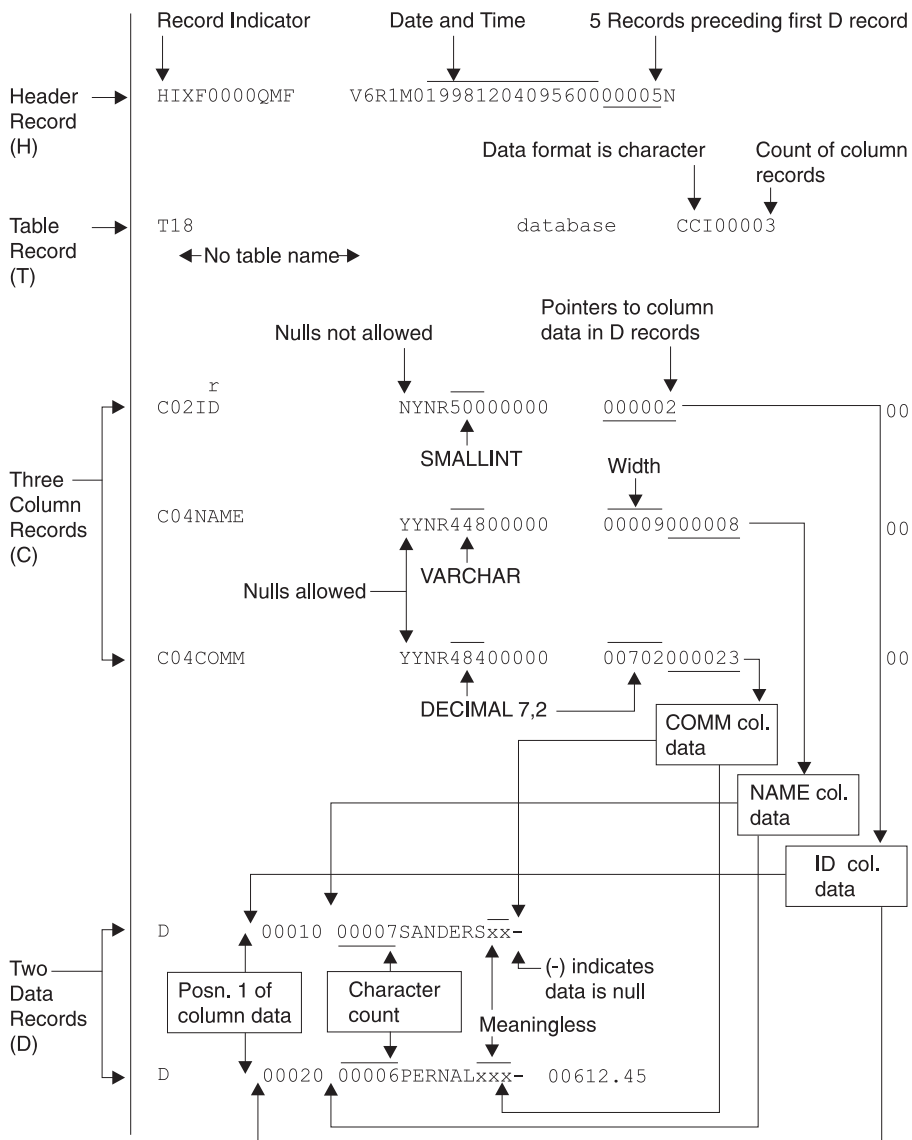 Record Indicator Date and Time 5 Records preceding first D record
Header Record (H)
HIXF0000QMF V6R1M01998120409560000005N
Data format is character
Count of column records
Table Record (T)
T18 database CCI00003
No table name
Nulls not allowed
Pointers to column data in D records
r
C02ID NYNR50000000 000002 00
SMALLINT
Width
Three Column Records (C)
C04NAME YYNR44800000 00009000008 00
VARCHAR
Nulls allowed
C04COMM YYNR48400000 00702000023 00
DECIMAL 7,2
COMM col. data
NAME col. data
ID col. data
D 00010 00007SANDERSxx-
(-) indicates data is null
Two Data Records (D)
Posn. 1 of column data
Character count
Meaningless
D 00020 00006PERNALxxx- 00612.45